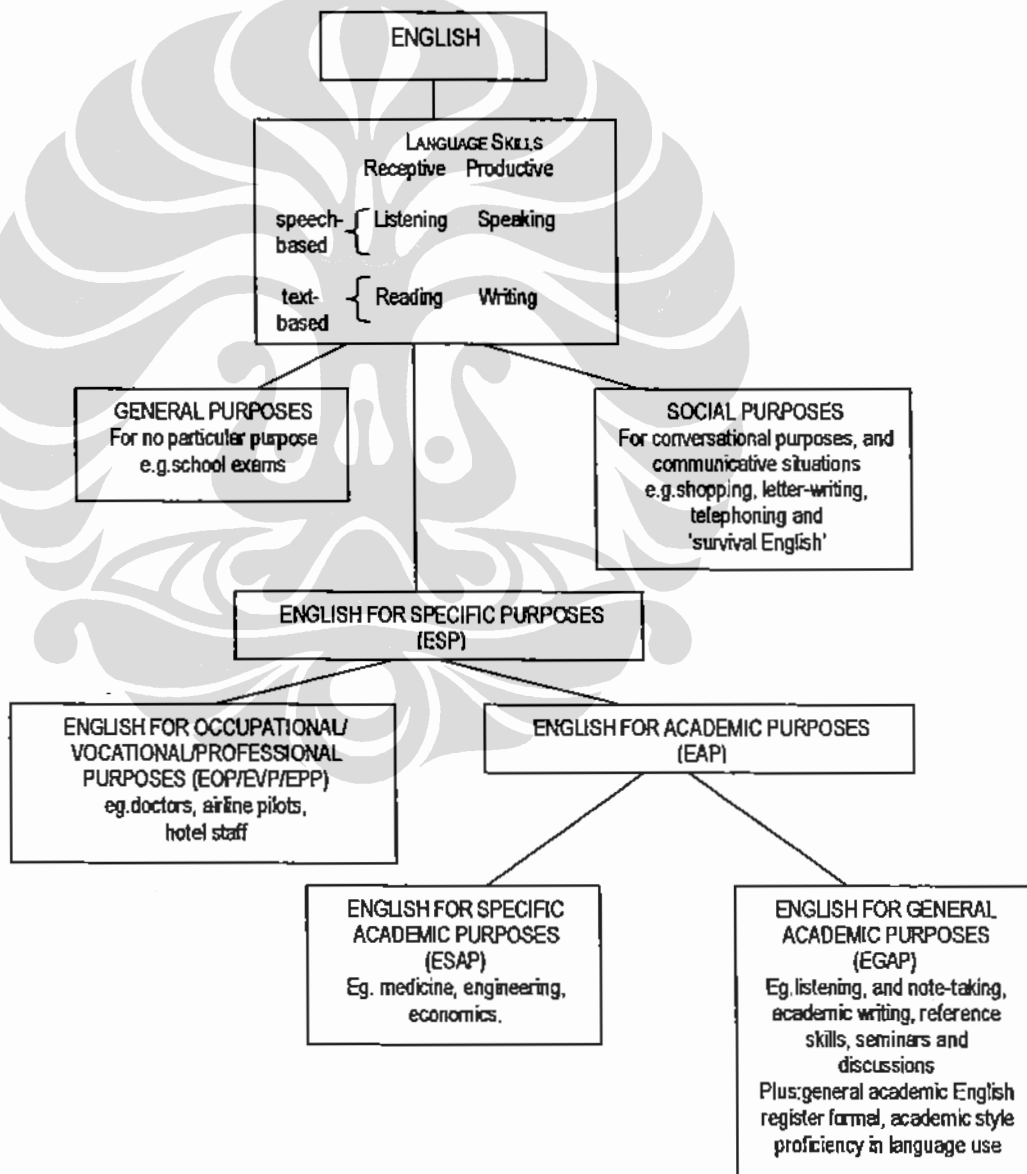 ENGLISH
LANGUAGE SKILLS
Receptive Productive
speech-based Listening Speaking
text-based Reading Writing
GENERAL PURPOSES
For no particular purpose
e.g.school exams
SOCIAL PURPOSES
For conversational purposes, and
communicative situations
e.g.shopping, letter-writing,
telephoning and
'survival English'
ENGLISH FOR SPECIFIC PURPOSES
(ESP)
ENGLISH FOR OCCUPATIONAL/
VOCATIONAL/PROFESSIONAL
PURPOSES (EOP/EVP/EPP)
eg.doctors, airline pilots,
hotel staff
ENGLISH FOR ACADEMIC PURPOSES
(EAP)
ENGLISH FOR SPECIFIC
ACADEMIC PURPOSES
(ESAP)
Eg. medicine, engineering,
economics.
ENGLISH FOR GENERAL
ACADEMIC PURPOSES
(EGAP)
Eg.listening, and note-taking,
academic writing, reference
skills, seminars and
discussions
Plus:general academic English
register formal, academic style
proficiency in language use